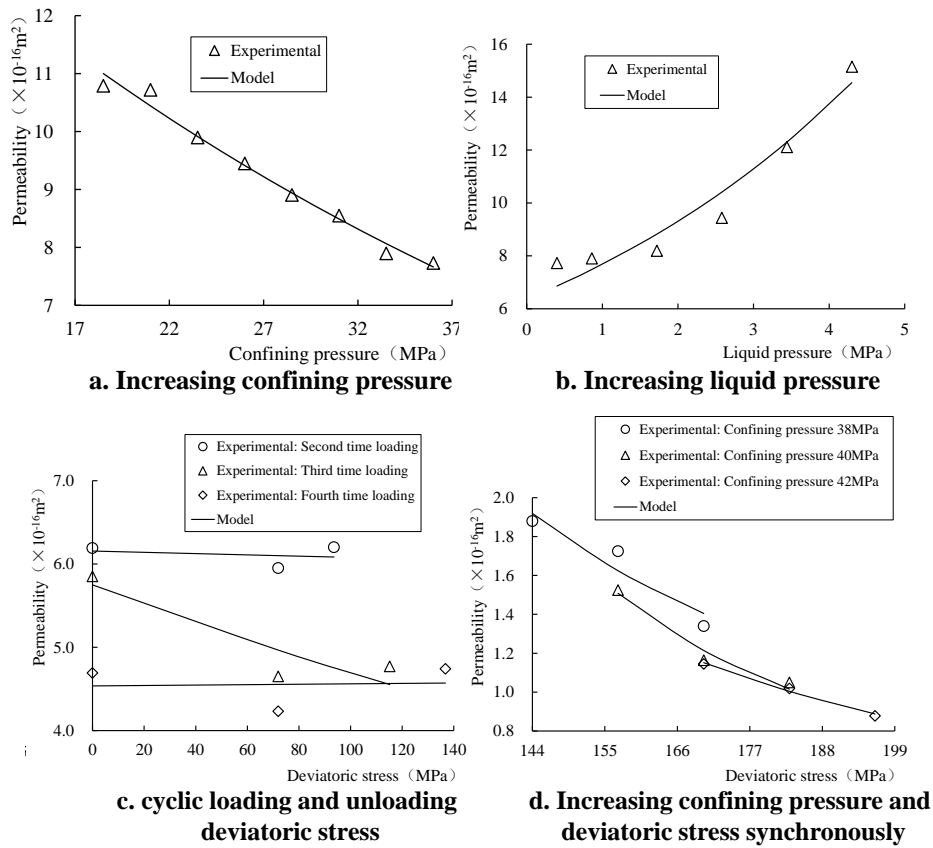 12
11
10
9
8
7
Permeability（×10-16m2）
Experimental
Model
17 22 27 32 37
Confining pressure（MPa）
a. Increasing confining pressure
16
14
12
10
8
6
Permeability（×10-16m2）
Experimental
Model
0 1 2 3 4 5
Liquid pressure（MPa）
b. Increasing liquid pressure
Experimental: Second time loading
Experimental: Third time loading
Experimental: Fourth time loading
Model
7.0
6.0
5.0
4.0
Permeability（×10-16m2）
0 20 40 60 80 100 120 140
Deviatoric stress（MPa）
c. cyclic loading and unloading
deviatoric stress
Experimental: Confining pressure 38MPa
Experimental: Confining pressure 40MPa
Experimental: Confining pressure 42MPa
Model
2.0
1.8
1.6
1.4
1.2
1.0
0.8
Permeability（×10-16m2）
144 155 166 177 188 199
Deviatoric stress（MPa）
d. Increasing confining pressure and
deviatoric stress synchronously